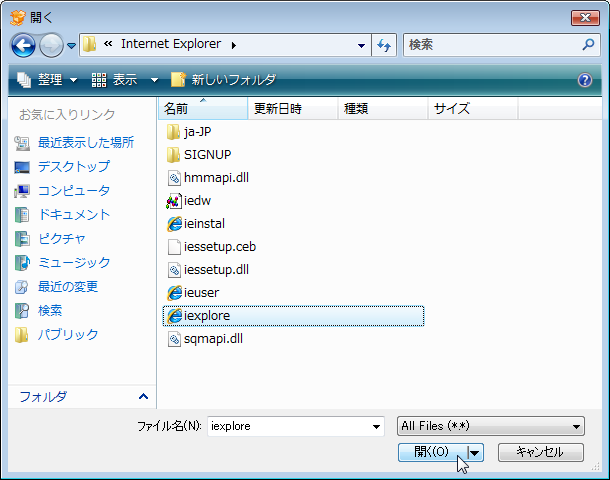 開く
« Internet Explorer
検索
整理 表示 新しいフォルダ
お気に入りリンク
最近表示した場所
デスクトップ
コンピュータ
ドキュメント
ピクチャ
ミュージック
最近の変更
検索
パブリック
フォルダ
名前 更新日時 種類 サイズ
ja-JP
SIGNUP
hmmapi.dll
iedw
ieinstal
iessetup.ceb
iessetup.dll
ieuser
iexplore
sqmapi.dll
ファイル名(N): iexplore All Files (*.*)
開く(O) キャンセル